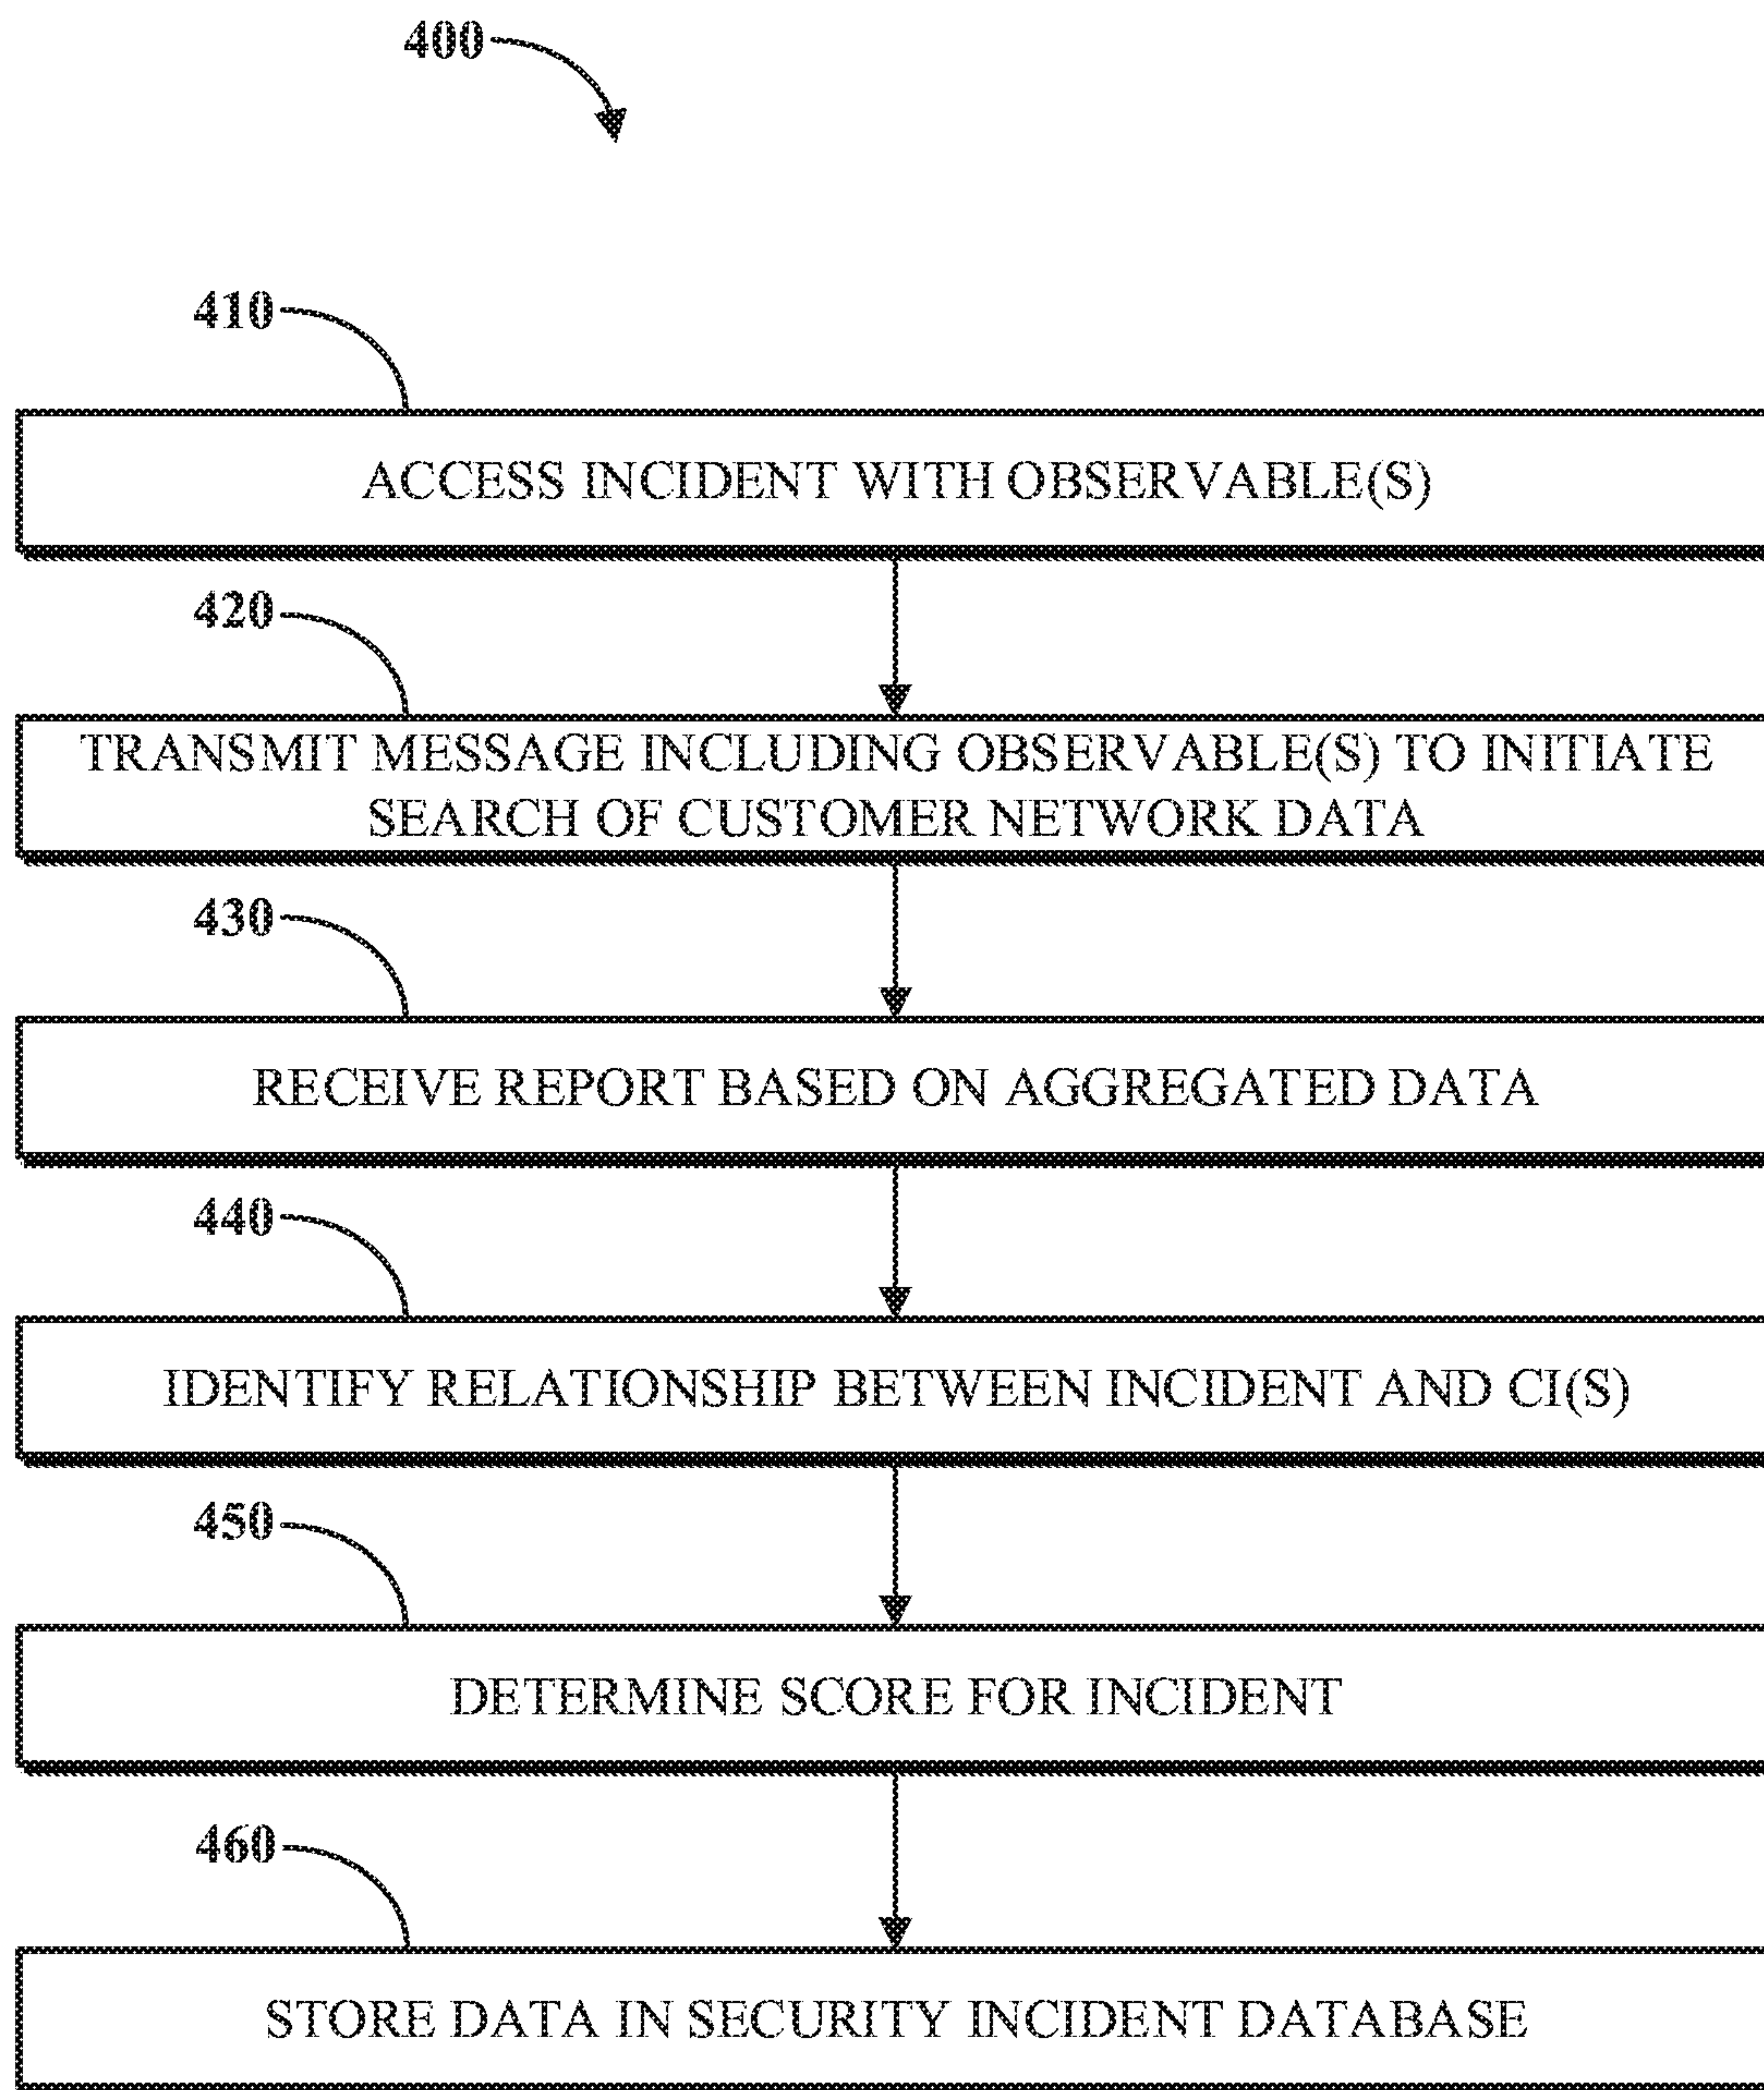 400
410
ACCESS INCIDENT WITH OBSERVABLE(S)
420
TRANSMIT MESSAGE INCLUDING OBSERVABLE(S) TO INITIATE
SEARCH OF CUSTOMER NETWORK DATA
430
RECEIVE REPORT BASED ON AGGREGATED DATA
440
IDENTIFY RELATIONSHIP BETWEEN INCIDENT AND CI(S)
450
DETERMINE SCORE FOR INCIDENT
460
STORE DATA IN SECURITY INCIDENT DATABASE